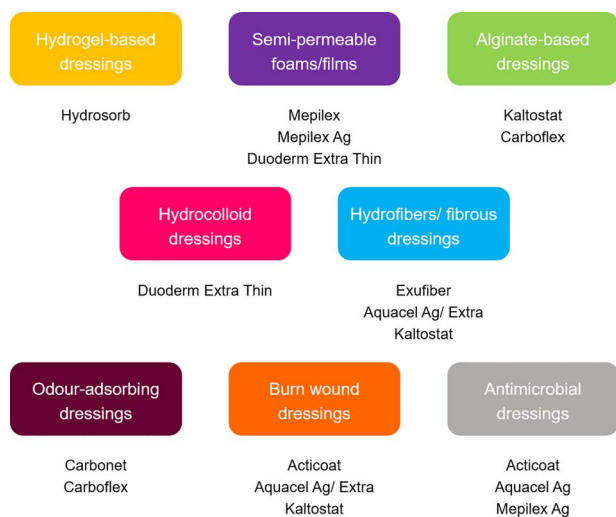 Hydrogel-based
dressings
Hydrosorb
Semi-permeable
foams/films
Mepilex
Mepilex Ag
Duoderm Extra Thin
Alginate-based
dressings
Kaltostat
Carboflex
Hydrocolloid
dressings
Duoderm Extra Thin
Hydrofibers/ fibrous
dressings
Exufiber
Aquacel Ag/ Extra
Kaltostat
Odour-adsorbing
dressings
Carbonet
Carboflex
Burn wound
dressings
Acticoat
Aquacel Ag/ Extra
Kaltostat
Antimicrobial
dressings
Acticoat
Aquacel Ag
Mepilex Ag